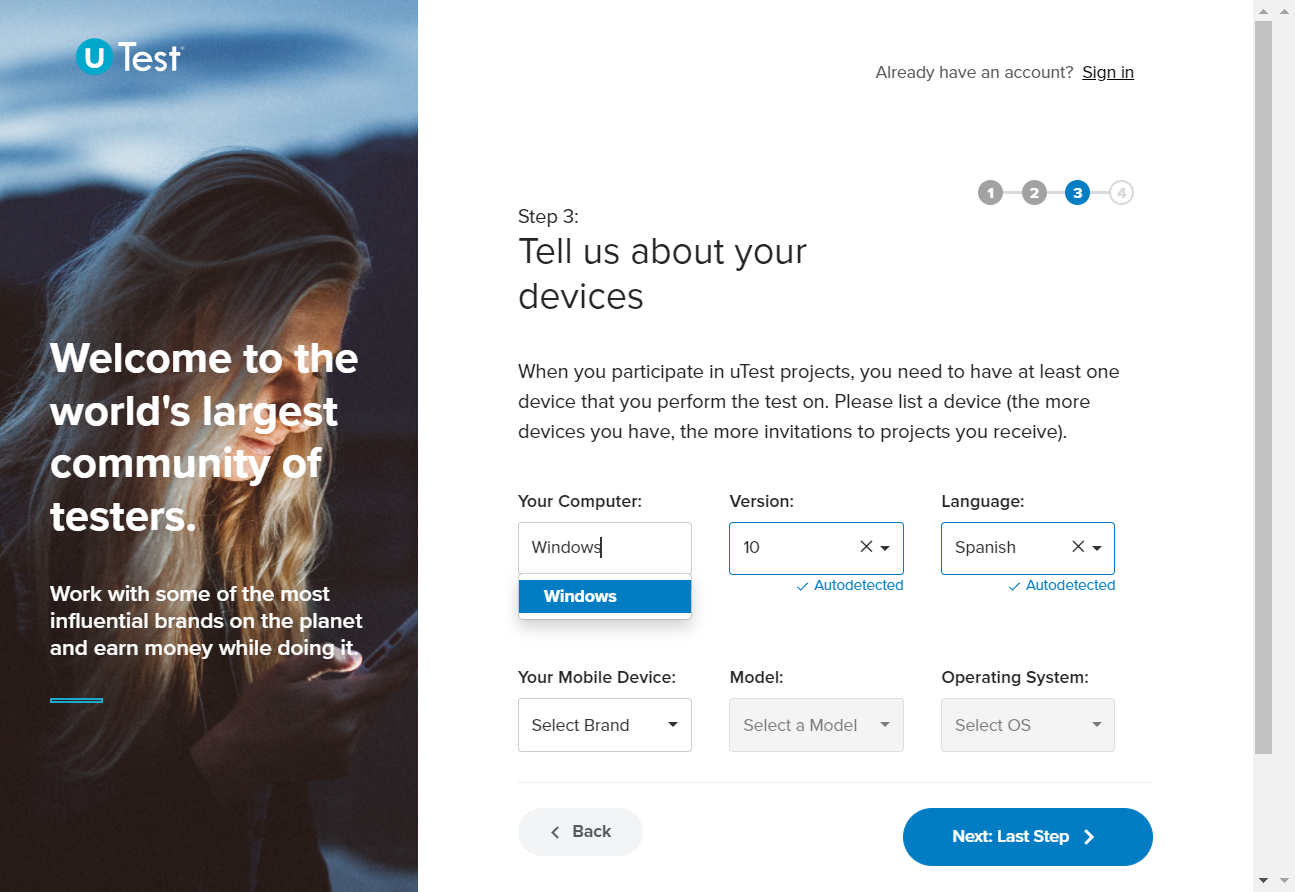 U Test
Already have an account? Sign in
1 2 3 4
Step 3:
Tell us about your
devices
Welcome to the
world's largest
community of
testers.
Work with some of the most
influential brands on the planet
and earn money while doing it.
When you participate in uTest projects, you need to have at least one
device that you perform the test on. Please list a device (the more
devices you have, the more invitations to projects you receive).
Your Computer: Version: Language:
Windows 10 Spanish
Autodetected Autodetected
Windows
Your Mobile Device: Model: Operating System:
Select Brand Select a Model Select OS
Back Next: Last Step